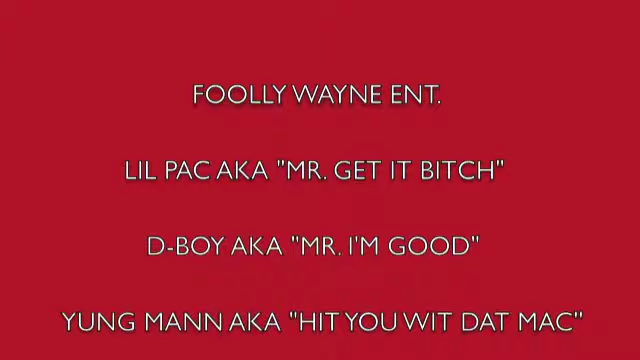 FOOLLY WAYNE ENT.
LIL PAC AKA "MR. GET IT BITCH"
D-BOY AKA "MR. I'M GOOD"
YUNG MANN AKA "HIT YOU WIT DAT MAC"